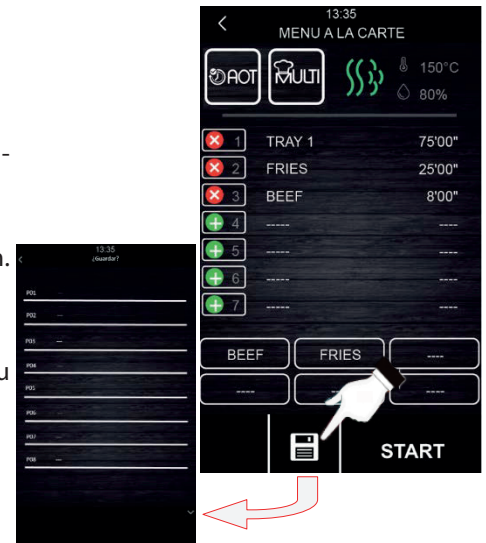 13:35
MENU A LA CARTE
AOT
MULTI
150°C
80%
1 TRAY 1 75'00"
2 FRIES 25'00"
3 BEEF 8'00"
4 ----- ----
5 ----- ----
6 ----- ----
7 ----- ----
BEEF FRIES ----
---- ----
START
-
n.
u
13:35
¿Guardar?
P01 --
P02 --
P03 --
P04 --
P05 --
P06 --
P07 --
P08 --